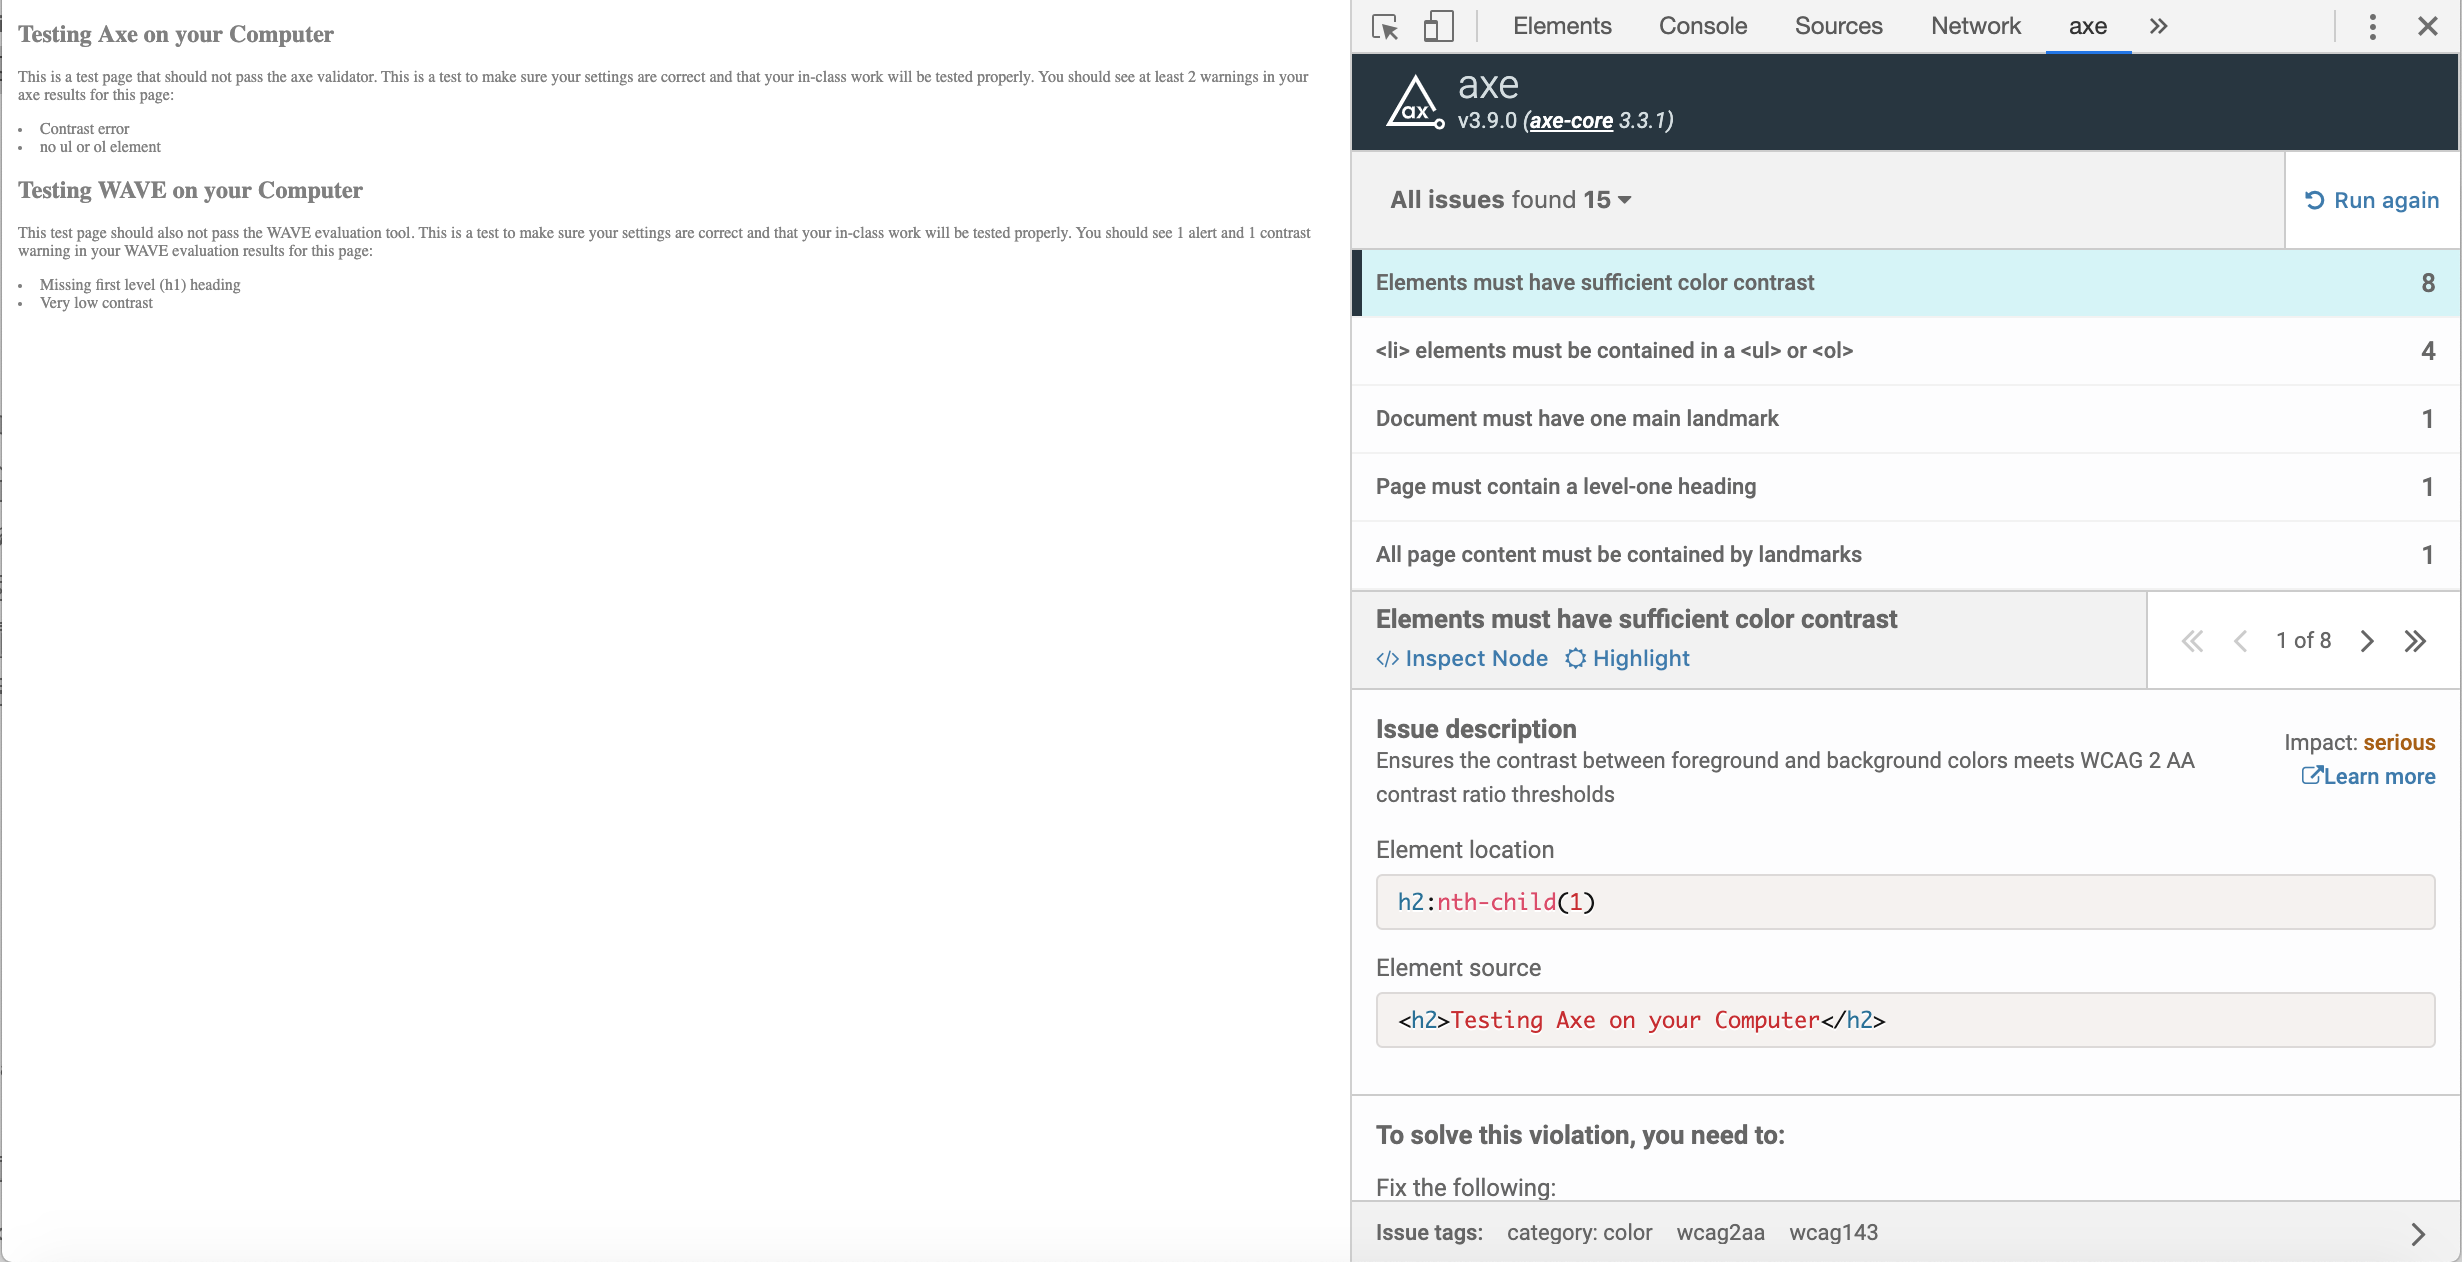 Testing Axe on your Computer
This is a test page that should not pass the axe validator. This is a test to make sure your settings are correct and that your in-class work will be tested properly. You should see at least 2 warnings in your
axe results for this page:
• Contrast error
• no ul or ol element
Testing WAVE on your Computer
This test page should also not pass the WAVE evaluation tool. This is a test to make sure your settings are correct and that your in-class work will be tested properly. You should see 1 alert and 1 contrast
warning in your WAVE evaluation results for this page:
• Missing first level (h1) heading
• Very low contrast
Elements Console Sources Network axe »
ax
axe
v3.9.0 (axe-core 3.3.1)
All issues found 15
Run again
Elements must have sufficient color contrast 8
<li> elements must be contained in a <ul> or <ol> 4
Document must have one main landmark 1
Page must contain a level-one heading 1
All page content must be contained by landmarks 1
Elements must have sufficient color contrast
</> Inspect Node Highlight
1 of 8
Issue description
Ensures the contrast between foreground and background colors meets WCAG 2 AA
contrast ratio thresholds
Impact: serious
Learn more
Element location
h2:nth-child(1)
Element source
<h2>Testing Axe on your Computer</h2>
To solve this violation, you need to:
Fix the following:
Issue tags: category: color wcag2aa wcag143